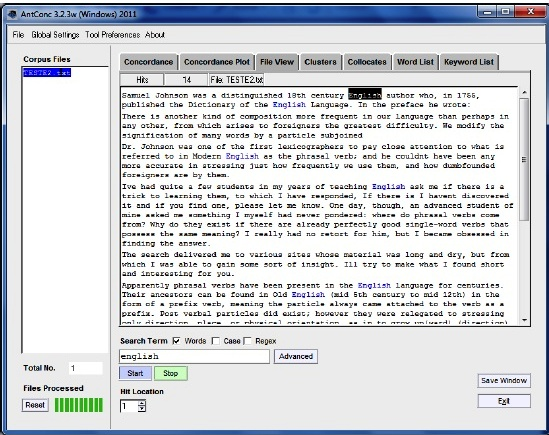 AntConc 3.2.3w (Windows) 2011
File Global Settings Tool Preferences About
Corpus Files
TESTE2.txt
Concordance Concordance Plot File View Clusters Collocates Word List Keyword List
Hits 14 File: TESTE2.txt
Samuel Johnson was a distinguished 18th century English author who, in 1755,
published the Dictionary of the English Language. In the preface he wrote:
There is another kind of composition more frequent in our language than perhaps in
any other, from which arises to foreigners the greatest difficulty. We modify the
signification of many words by a particle subjoined
Dr. Johnson was one of the first lexicographers to pay close attention to what is
referred to in Modern English as the phrasal verb; and he couldnt have been any
more accurate in stressing just how frequently we use them, and how dumbfounded
foreigners are by them.
Ive had quite a few students in my years of teaching English ask me if there is a
trick to learning them, to which I have responded, If there is I havent discovered
it and if you find one, please let me know. One day, though, an advanced student of
mine asked me something I myself had never pondered: where do phrasal verbs come
from? Why do they exist if there are already perfectly good single-word verbs that
possess the same meaning? I really had no retort for him, but I became obsessed in
finding the answer.
The search delivered me to various sites whose material was long and dry, but from
which I was able to gain some sort of insight. Ill try to make what I found short
and interesting for you.
Apparently phrasal verbs have been present in the English language for centuries.
Their ancestors can be found in Old English (mid 5th century to mid 12th) in the
form of a prefix verb, meaning the particle always came attached to the verb as a
prefix. Post verbal particles did exist; however they were relegated to stressing
only direction, place, or physical orientation, as in to grow up(ward) (direction)
Search Term Words Case Regex
english Advanced
Start Stop
Total No. 1
Files Processed
Reset
Hit Location
1
Save Window
Exit